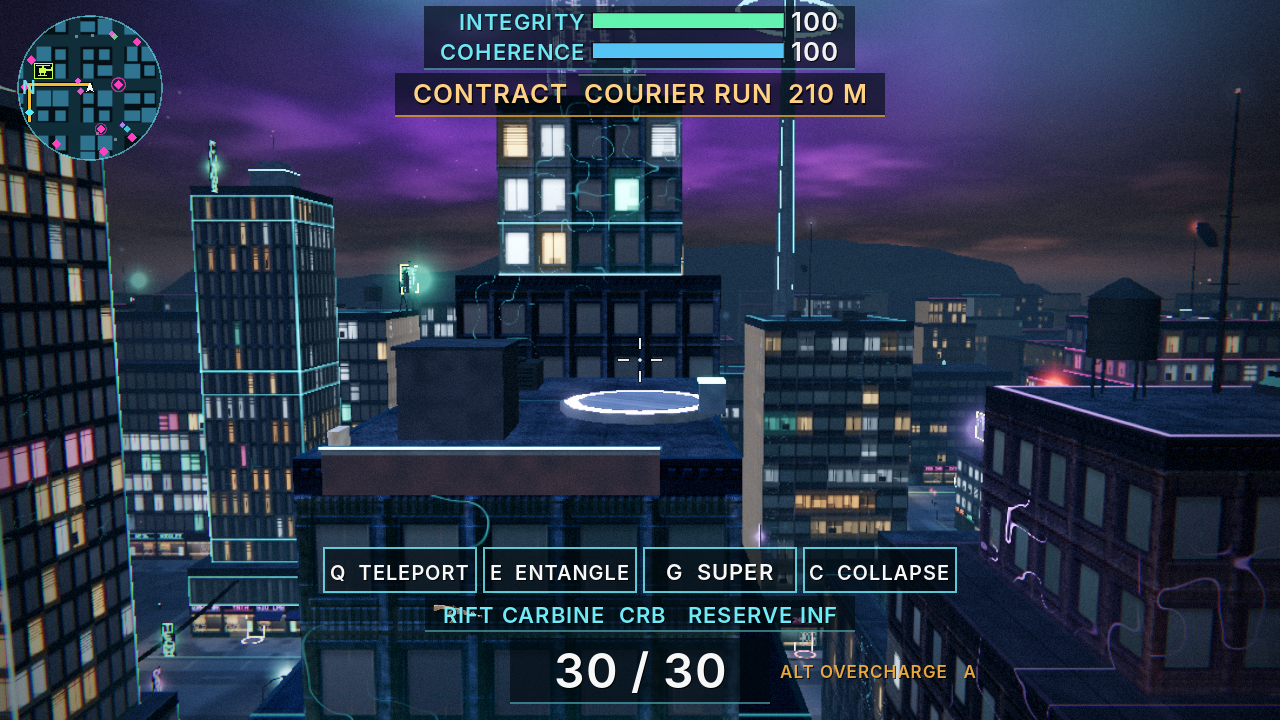 INTEGRITY 100
COHERENCE 100
CONTRACT COURIER RUN 210 M
N
Q TELEPORT
E ENTANGLE
G SUPER
C COLLAPSE
RIFT CARBINE CRB RESERVE INF
30 / 30
ALT OVERCHARGE A